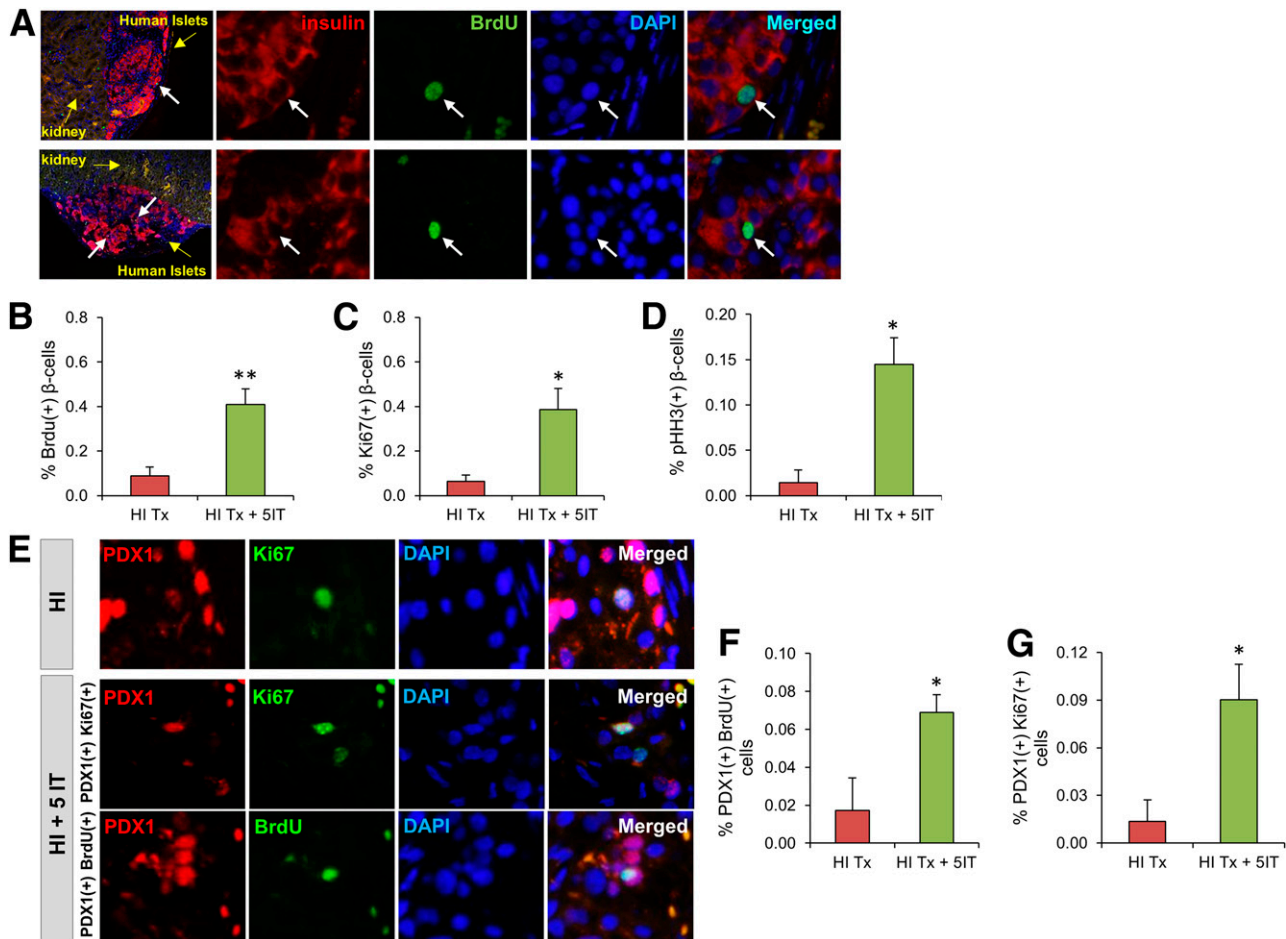 A
Human Islets
kidney
insulin
BrdU
DAPI
Merged
kidney
Human Islets
B
% Brdu(+) β-cells
0.8
0.6
0.4
0.2
0.0
**
HI Tx
HI Tx + 5IT
C
% Ki67(+) β-cells
0.8
0.6
0.4
0.2
0.0
*
HI Tx
HI Tx + 5IT
D
% pHH3(+) β-cells
0.20
0.15
0.10
0.05
0.00
*
HI Tx
HI Tx + 5IT
E
HI
PDX1
Ki67
DAPI
Merged
HI + 5 IT
PDX1(+) Ki67(+)
PDX1
Ki67
DAPI
Merged
PDX1(+) BrdU(+)
PDX1
BrdU
DAPI
Merged
F
% PDX1(+) BrdU(+)
cells
0.10
0.08
0.06
0.04
0.02
0.00
*
HI Tx
HI Tx + 5IT
G
% PDX1(+) Ki67(+)
cells
0.12
0.09
0.06
0.03
0.00
*
HI Tx
HI Tx + 5IT